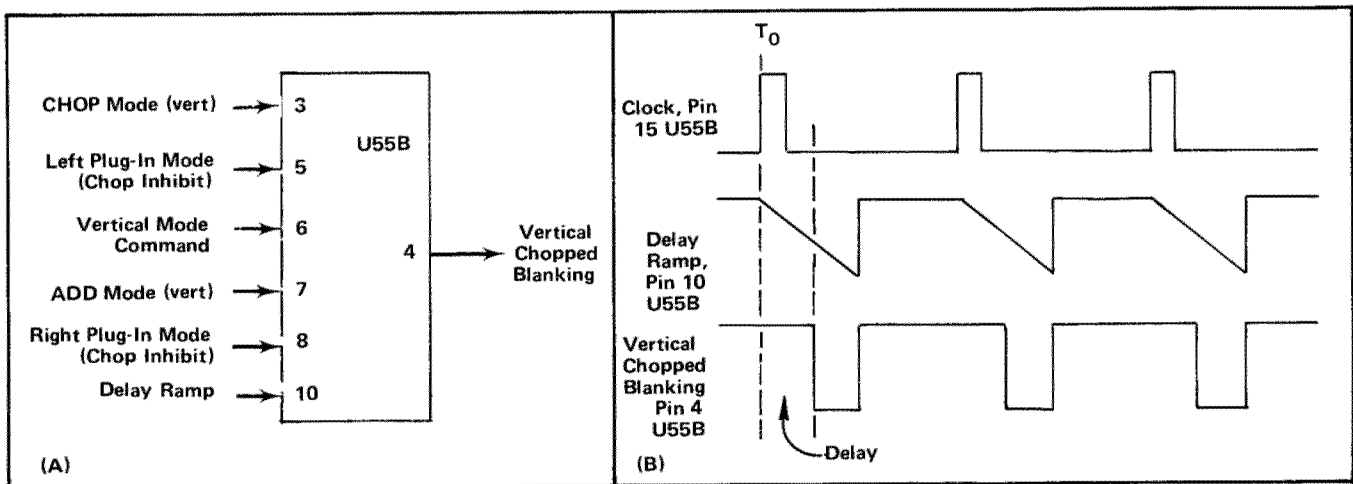 CHOP Mode (vert)
3
U55B
Left Plug-In Mode
(Chop Inhibit)
5
Vertical Mode
Command
6
4
Vertical
Chopped
Blanking
ADD Mode (vert)
7
Right Plug-In Mode
(Chop Inhibit)
8
Delay Ramp
10
(A)
T0
Clock, Pin
15 U55B
Delay
Ramp,
Pin 10
U55B
Vertical
Chopped
Blanking
Pin 4
U55B
Delay
(B)